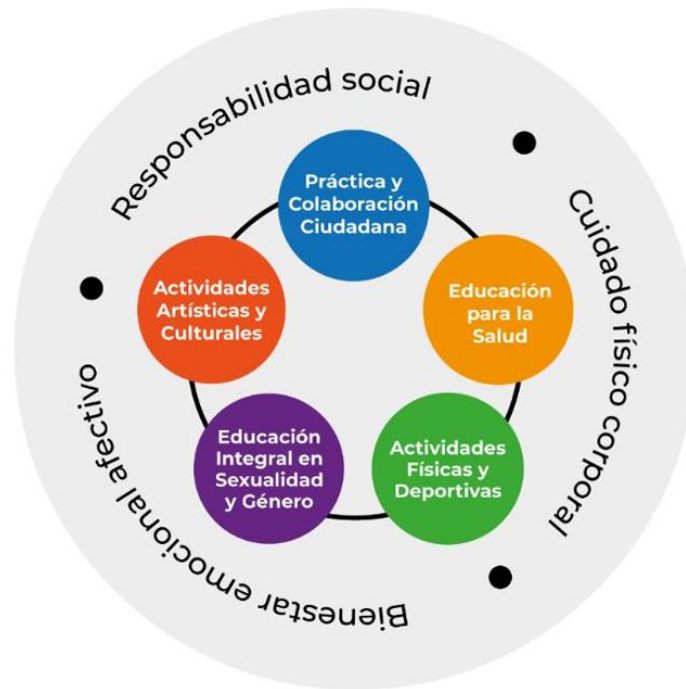 Responsabilidad social
Cuidado físico corporal
Bienestar emocional afectivo
Práctica y
Colaboración
Ciudadana
Educación
para la
Salud
Actividades
Físicas y
Deportivas
Educación
Integral en
Sexualidad
y Género
Actividades
Artísticas y
Culturales